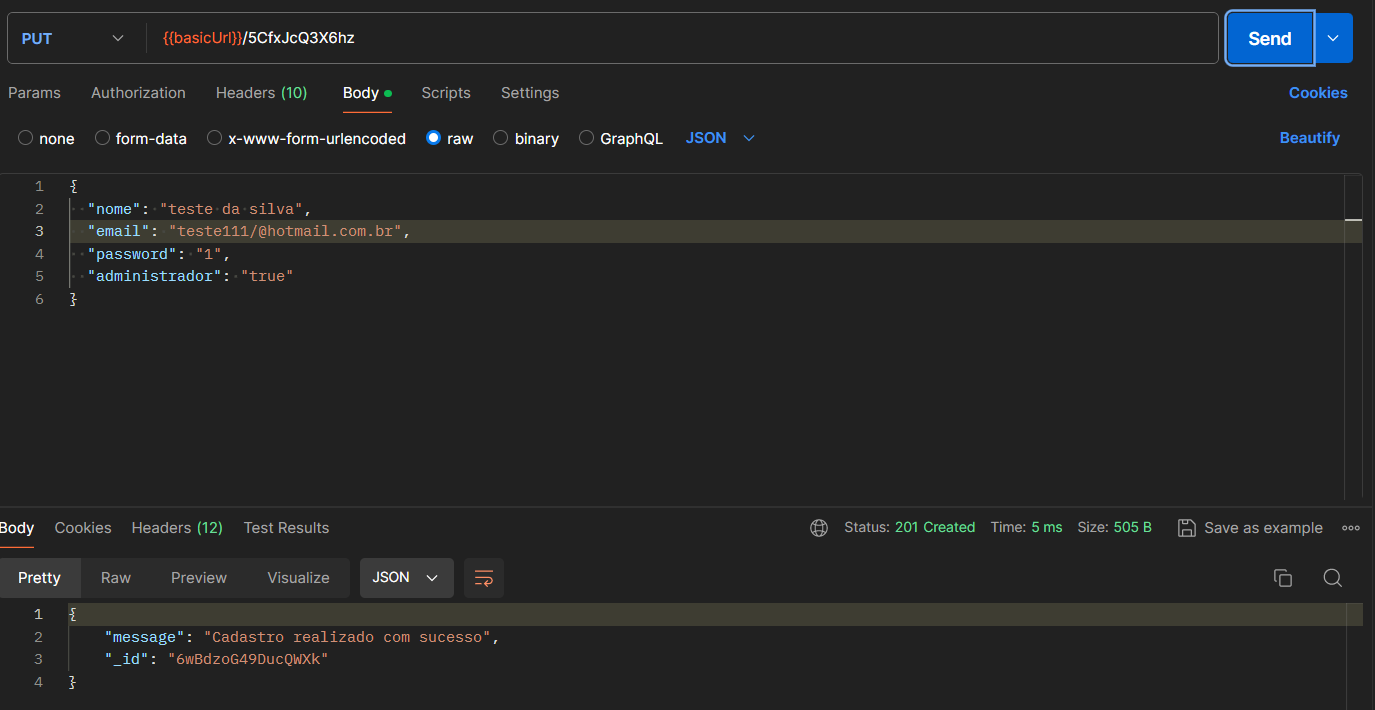 PUT {{basicUrl}}/5CfxJcQ3X6hz Send
Params Authorization Headers (10) Body Scripts Settings Cookies
none form-data x-www-form-urlencoded raw binary GraphQL JSON Beautify
1 {
2 "nome": "teste da silva",
3 "email": "teste111/@hotmail.com.br",
4 "password": "1",
5 "administrador": "true"
6 }
Body Cookies Headers (12) Test Results Status: 201 Created Time: 5 ms Size: 505 B Save as example
Pretty Raw Preview Visualize JSON
1 {
2 "message": "Cadastro realizado com sucesso",
3 "_id": "6wBdzoG49DucQWXk"
4 }